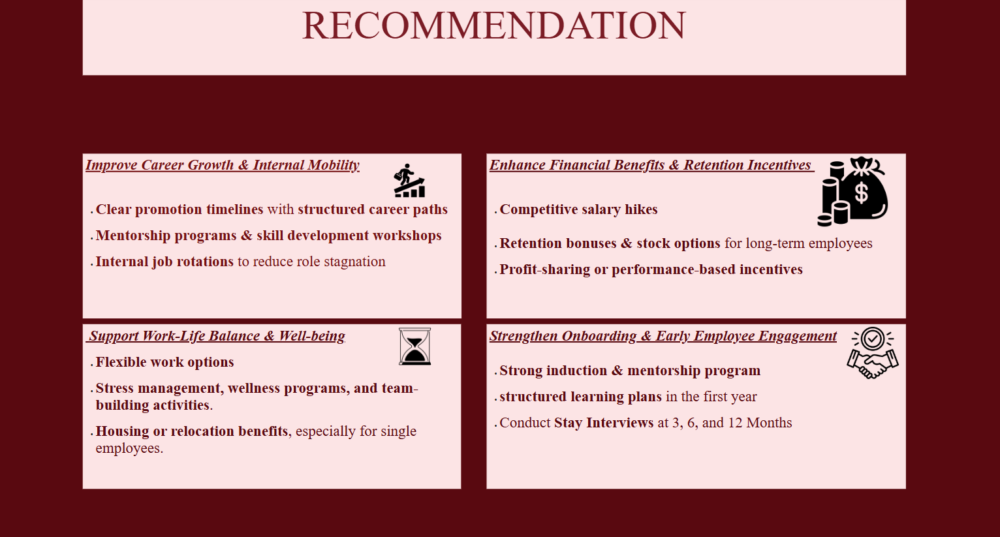 RECOMMENDATION
Improve Career Growth & Internal Mobility
. Clear promotion timelines with structured career paths
. Mentorship programs & skill development workshops
. Internal job rotations to reduce role stagnation
Enhance Financial Benefits & Retention Incentives
$
. Competitive salary hikes
. Retention bonuses & stock options for long-term employees
. Profit-sharing or performance-based incentives
Support Work-Life Balance & Well-being
. Flexible work options
. Stress management, wellness programs, and team-
building activities.
. Housing or relocation benefits, especially for single
employees.
Strengthen Onboarding & Early Employee Engagement
. Strong induction & mentorship program
. structured learning plans in the first year
. Conduct Stay Interviews at 3, 6, and 12 Months